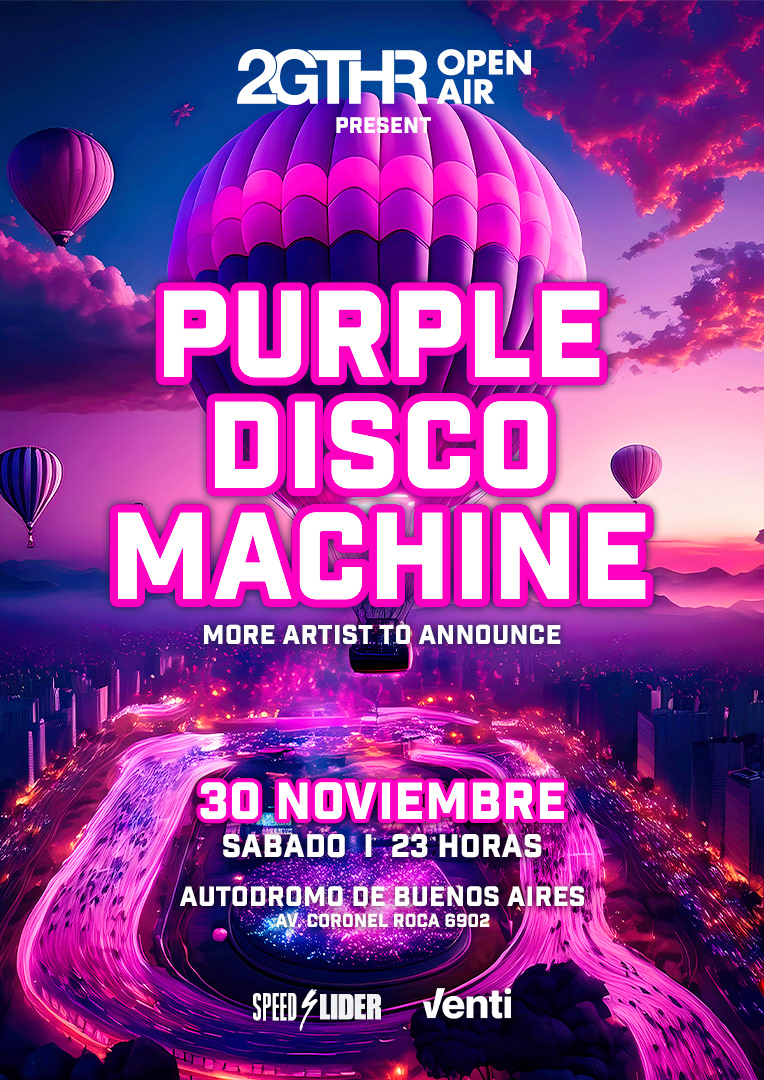 2GTHR OPEN AIR
PRESENT
PURPLE
DISCO
MACHINE
MORE ARTIST TO ANNOUNCE
30 NOVIEMBRE
SABADO I 23 HORAS
AUTODROMO DE BUENOS AIRES
AV. CORONEL ROCA 6902
SPEED LIDER Venti